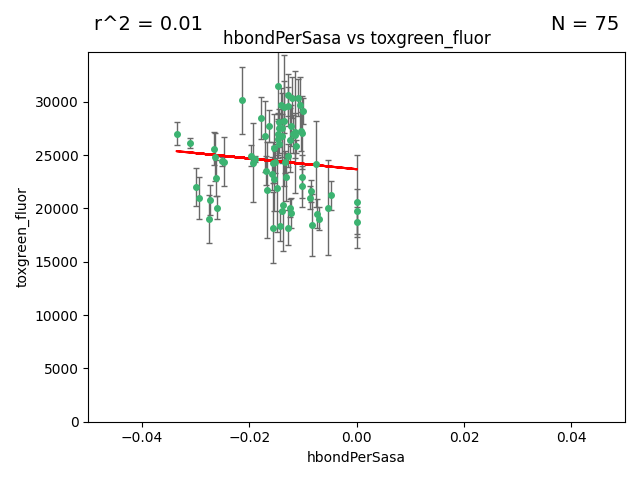 r^2 = 0.01
N = 75
hbondPerSasa vs toxgreen_fluor
30000
25000
20000
15000
10000
5000
0
toxgreen_fluor
−0.04
−0.02
0.00
0.02
0.04
hbondPerSasa